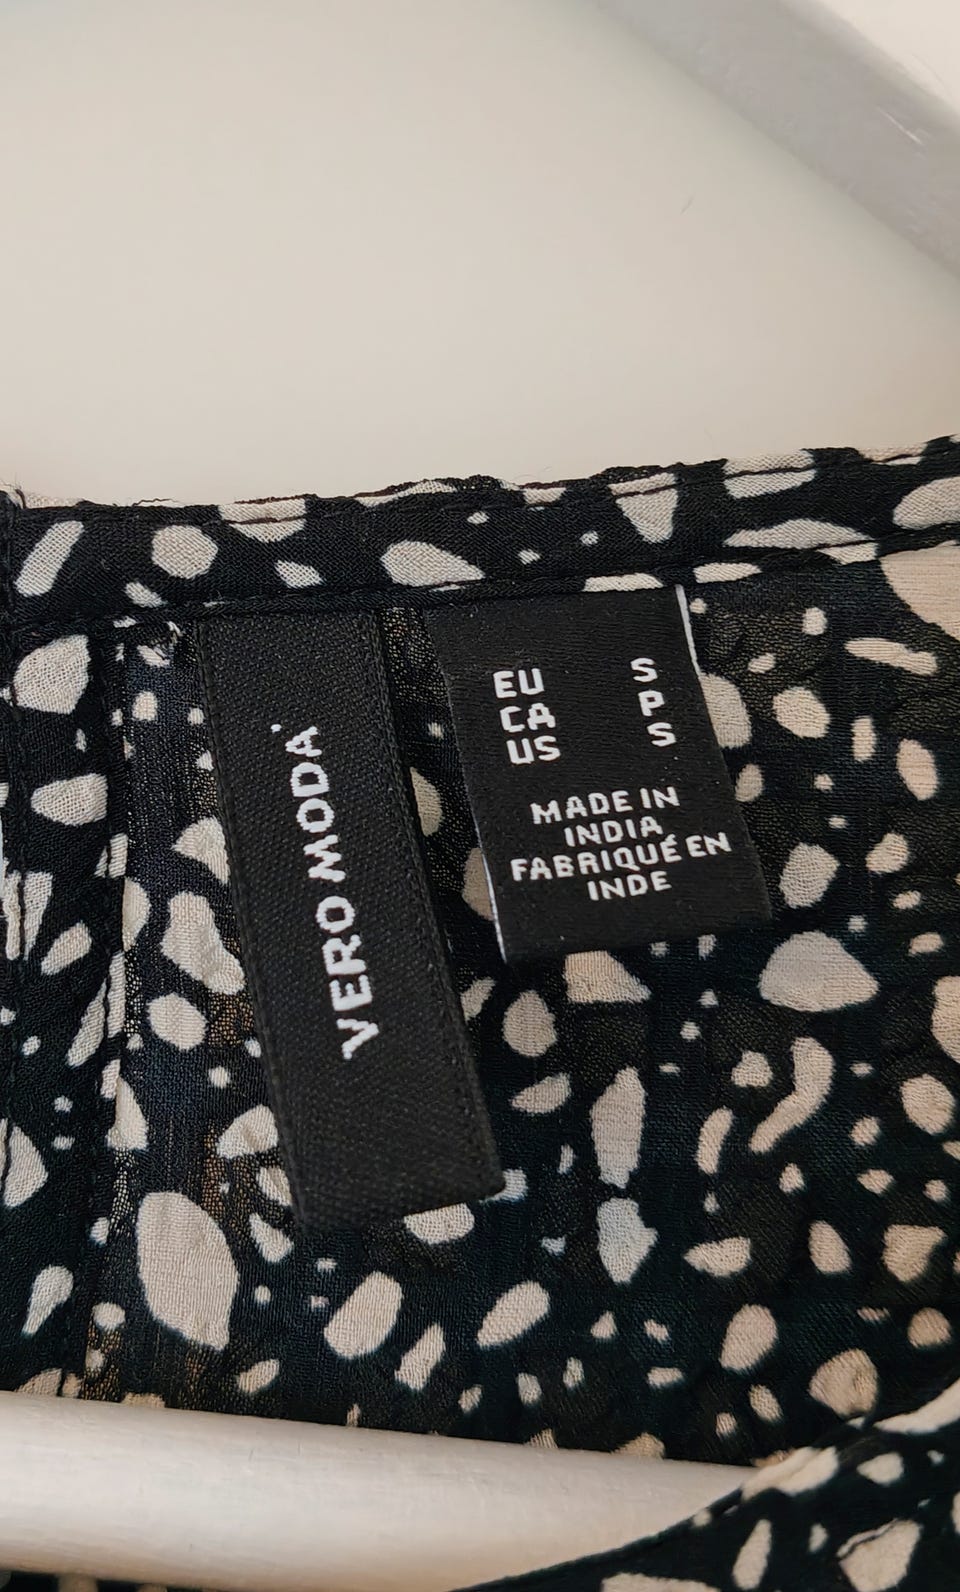 VERO MODA
EU S
CA P
US S
MADE IN
INDIA
FABRIQUÉ EN
INDE